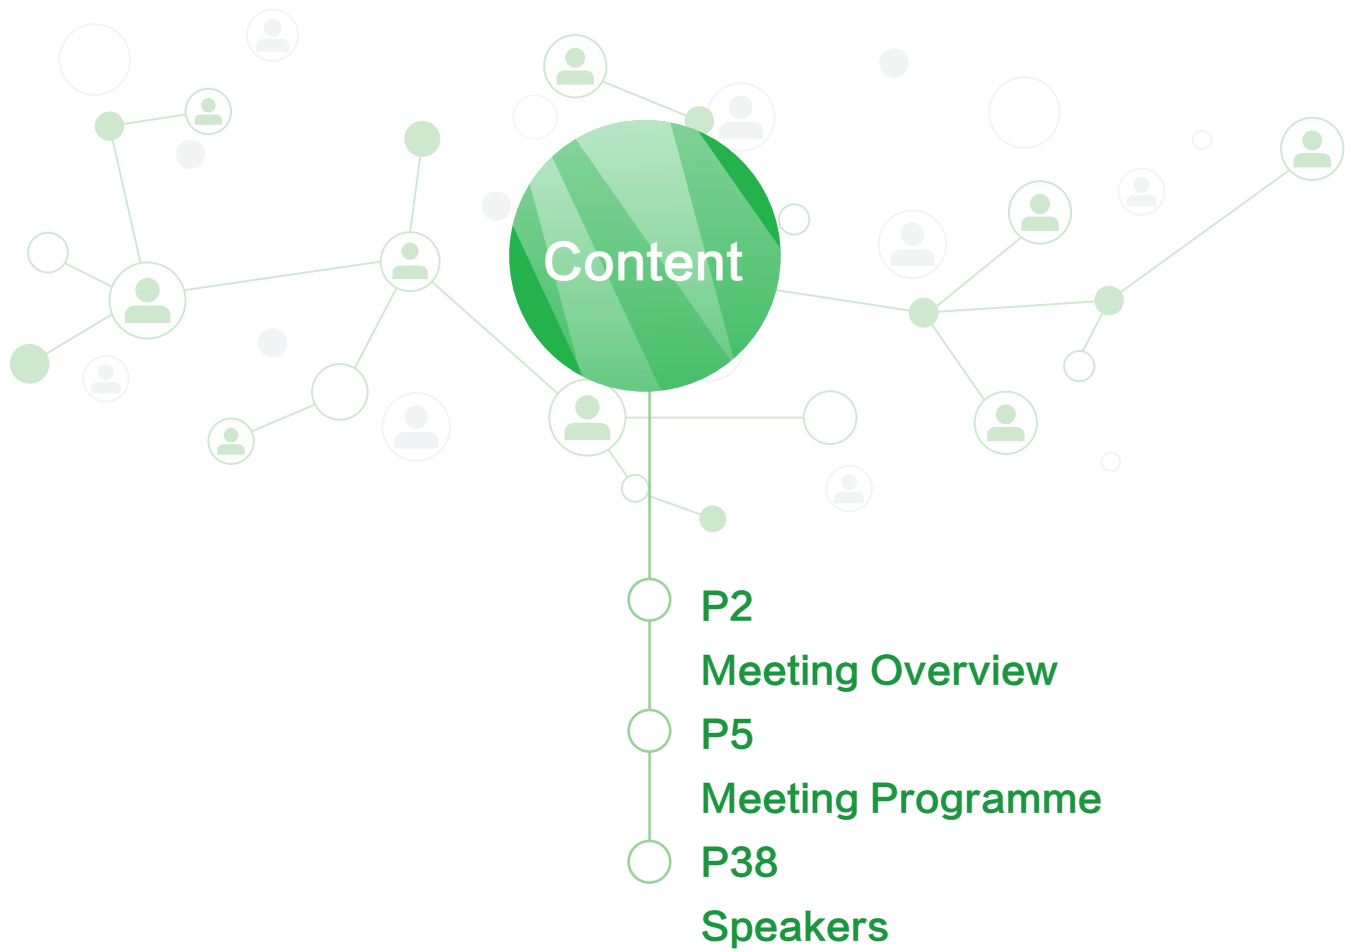 Content
P2
Meeting Overview
P5
Meeting Programme
P38
Speakers